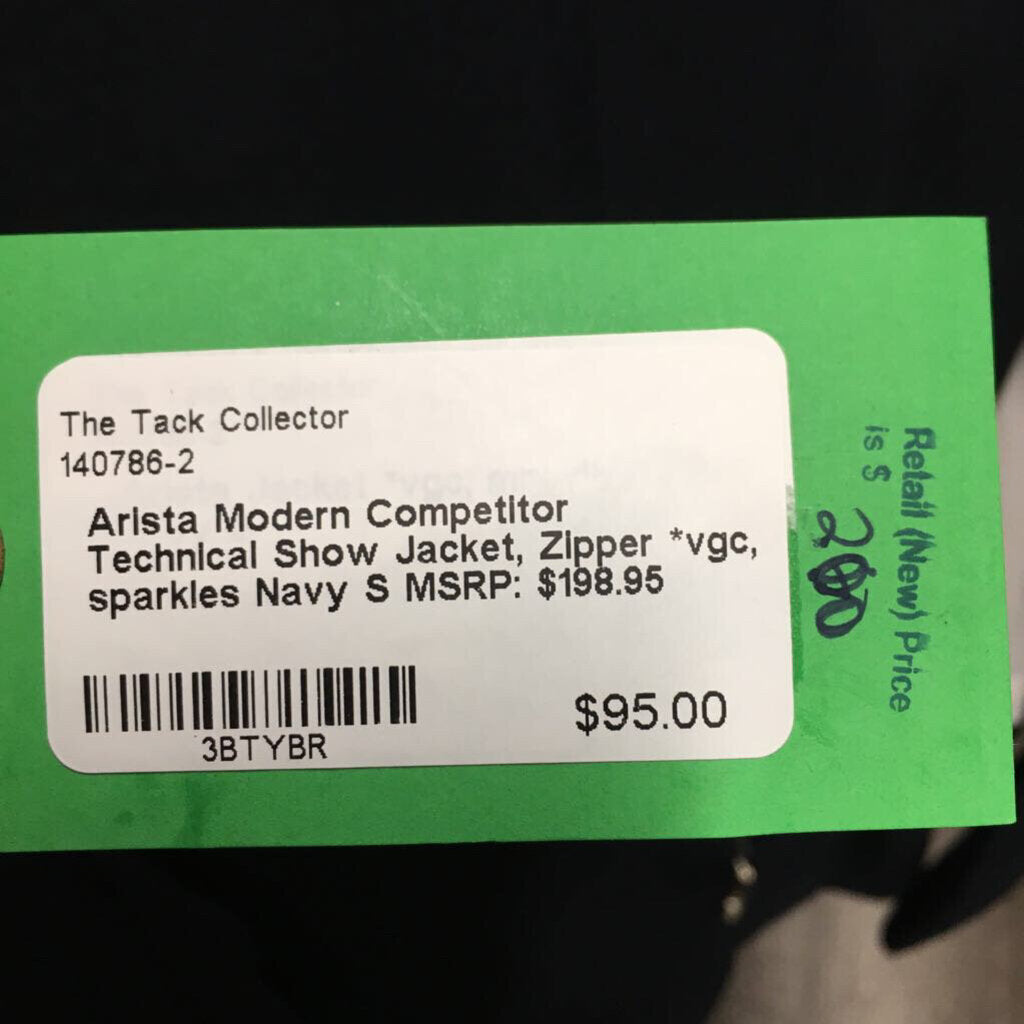 The Tack Collector
140786-2
Arista Modern Competitor
Technical Show Jacket, Zipper *vgc,
sparkles Navy S MSRP: $198.95
3BTYBR
$95.00
Retail (New) Price
is $
200